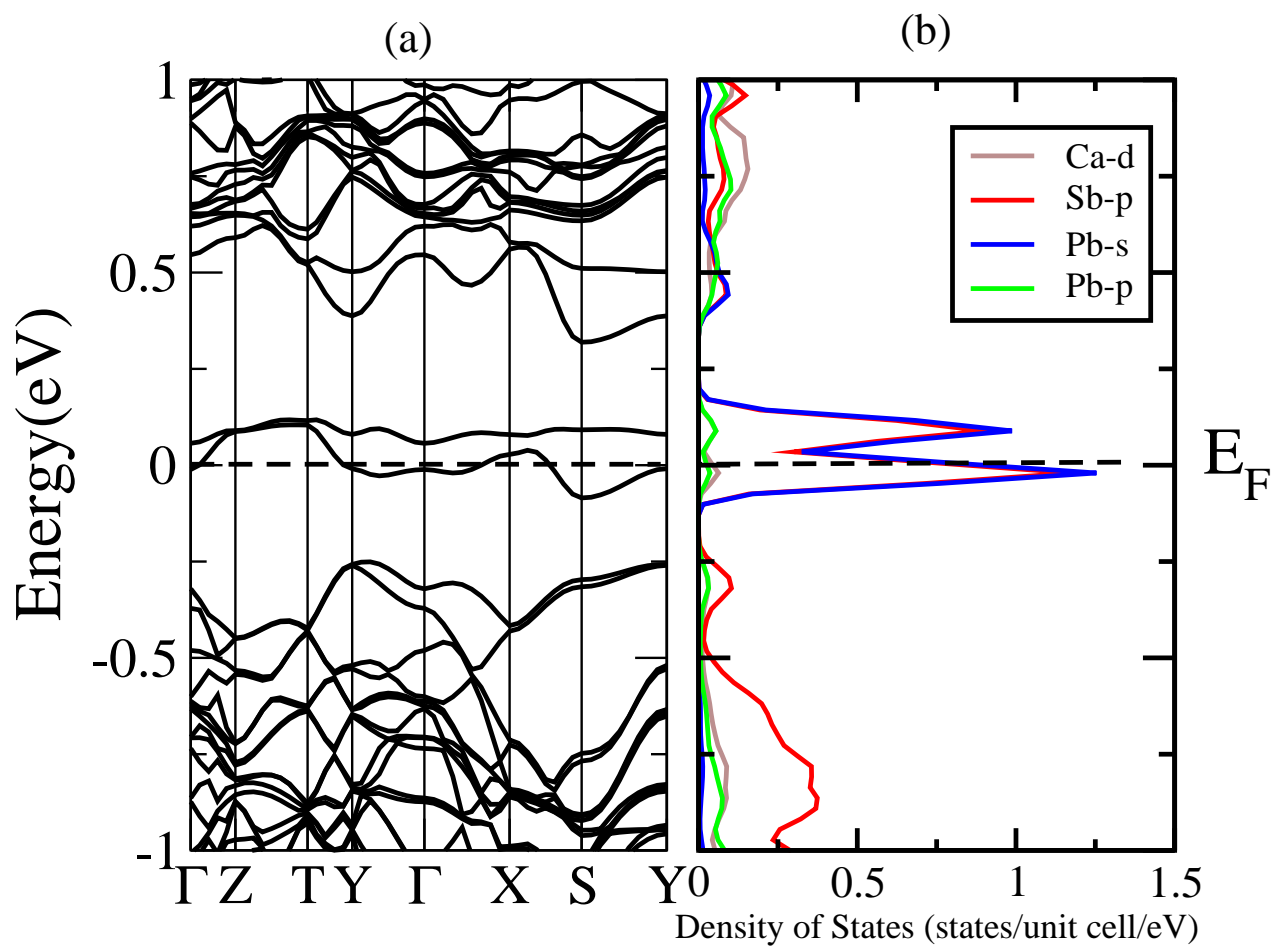 (a)
(b)
Energy(eV)
1
0.5
0
-0.5
-1
Γ Z T Y Γ X S Y
Ca-d
Sb-p
Pb-s
Pb-p
E_F
0 0.5 1 1.5
Density of States (states/unit cell/eV)